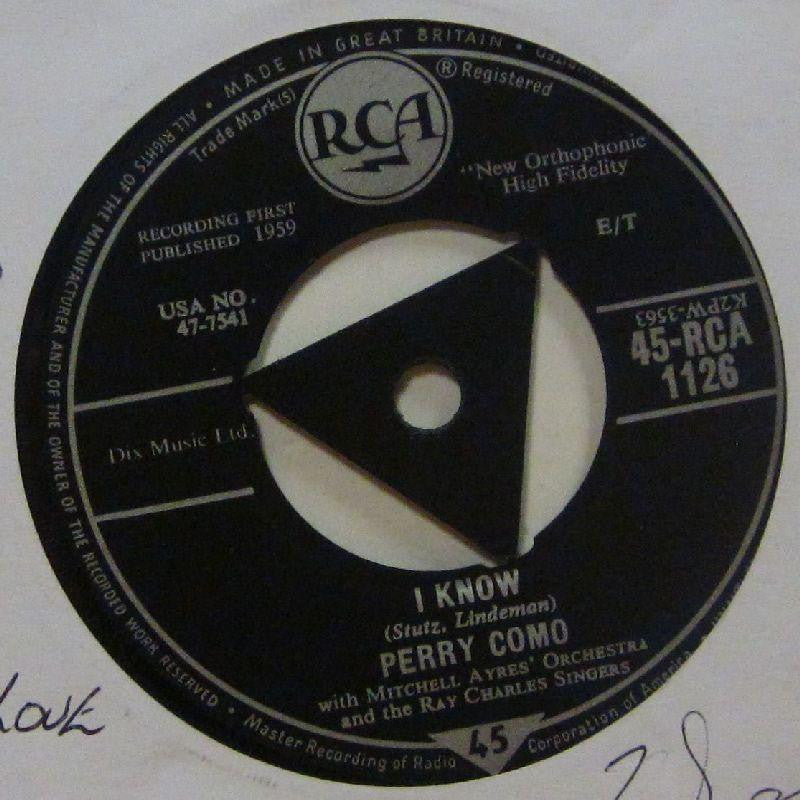 MADE IN GREAT BRITAIN •
ALL RIGHTS OF THE MANUFACTURER AND OF THE OWNER OF THE RECORDED WORK RESERVED •
Trade Mark(s)
RCA
® Registered
"New Orthophonic
High Fidelity
RECORDING FIRST
PUBLISHED 1959
E/T
USA NO.
47-7541
K2PW-3563
45-RCA
1126
Dix Music Ltd.
I KNOW
(Stutz, Lindeman)
PERRY COMO
with MITCHELL AYRES' ORCHESTRA
and the RAY CHARLES SINGERS
Master Recording of Radio
45
Corporation of America
Love